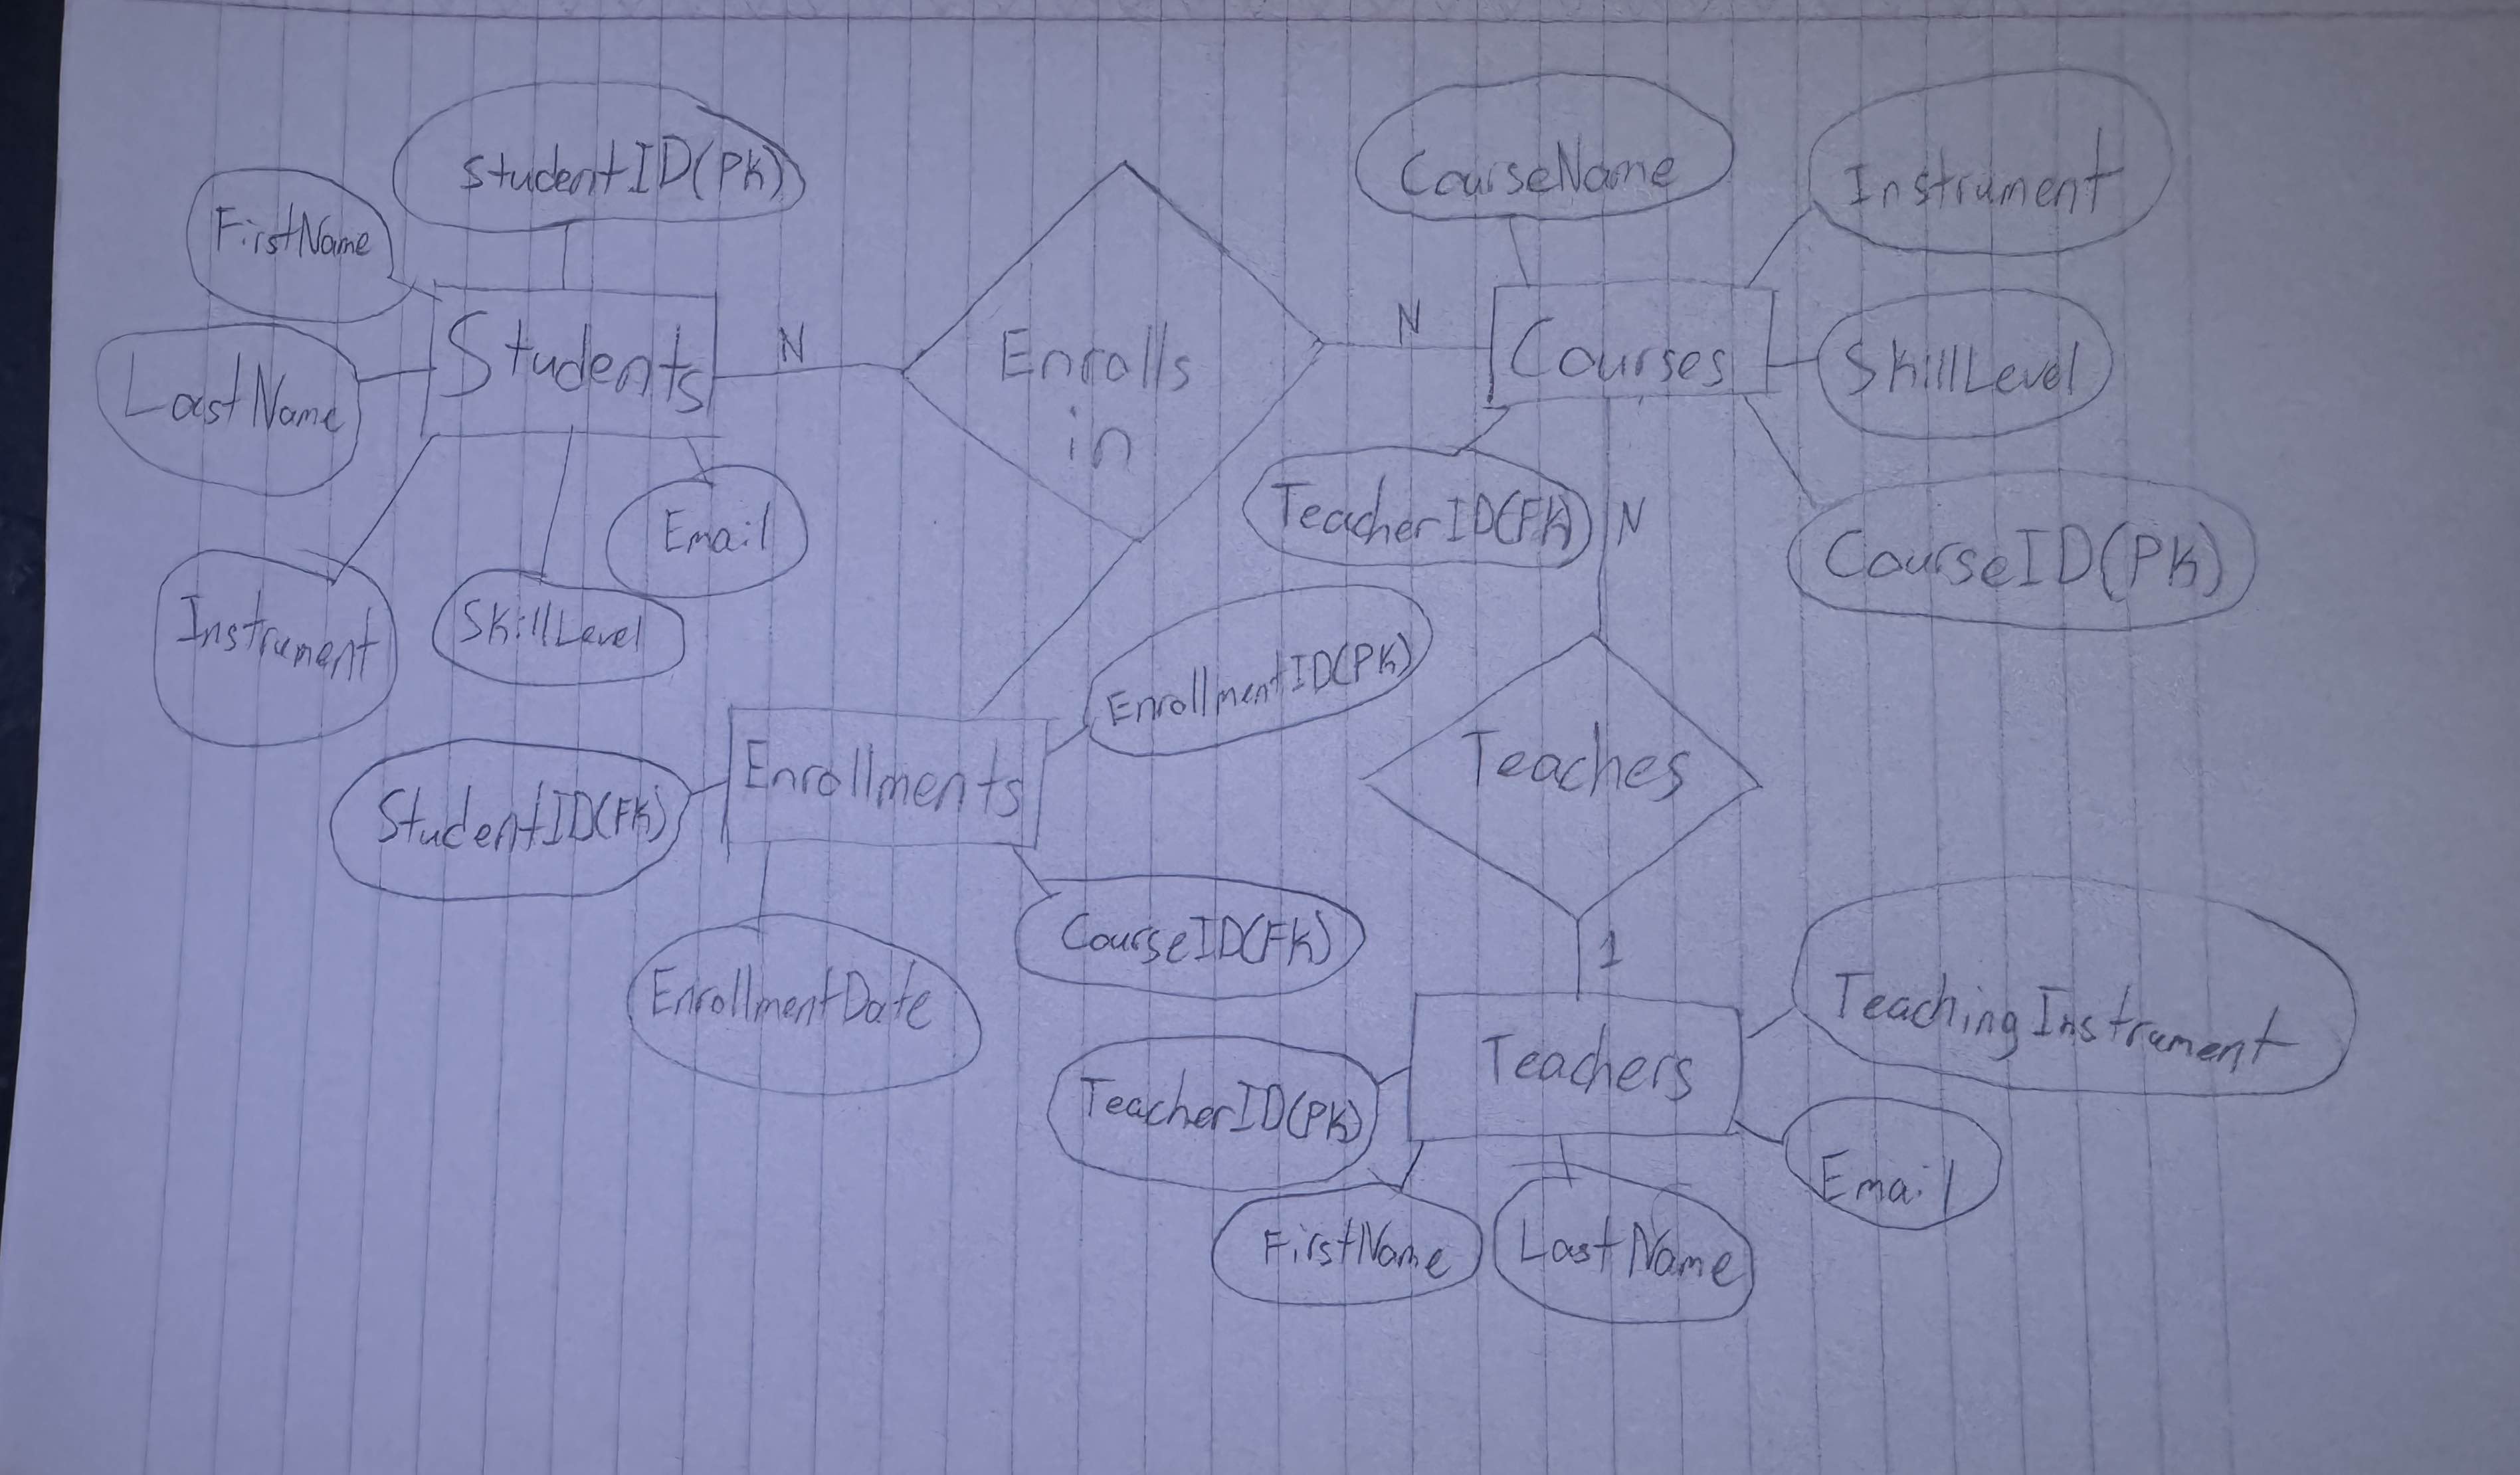 StudentID(PK)
FirstName
LastName
Students
Instrument
SkillLevel
Email
N
Enrolls
in
N
CourseName
Instrument
Courses
SkillLevel
CourseID(PK)
TeacherID(FK)
N
Enrollments
EnrollmentID(PK)
StudentID(FK)
EnrollmentDate
CourseID(FK)
Teaches
1
Teachers
TeachingInstrument
TeacherID(PK)
FirstName
LastName
Email